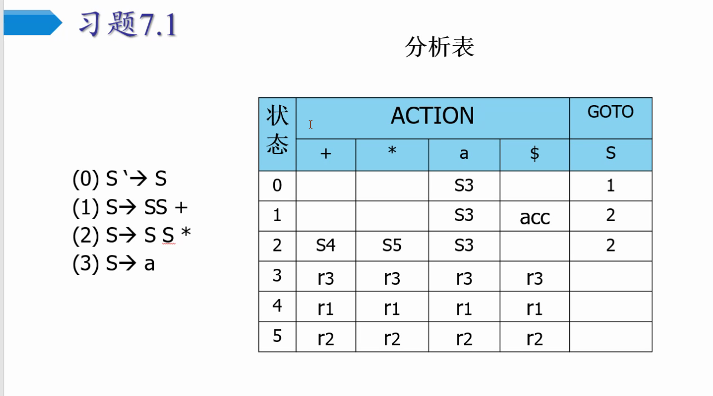 习题7.1
分析表
(0) S‘→ S
(1) S→ SS +
(2) S→ S S *
(3) S→ a
状态 ACTION GOTO
+ * a $ S
0 S3 1
1 S3 acc 2
2 S4 S5 S3 2
3 r3 r3 r3 r3
4 r1 r1 r1 r1
5 r2 r2 r2 r2